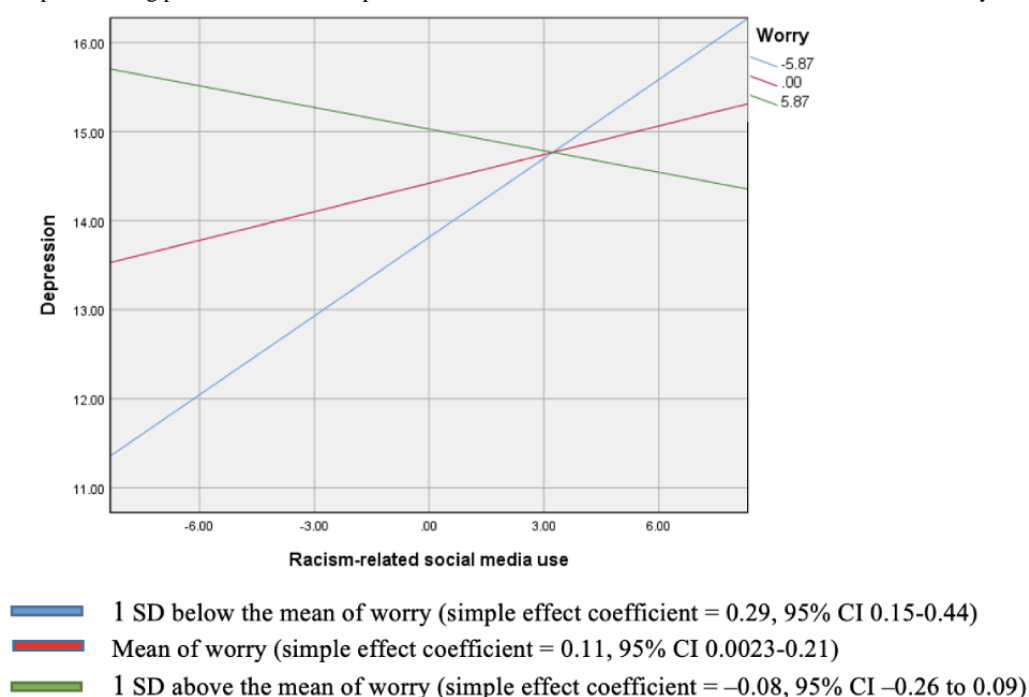 Worry
-5.87
.00
5.87
16.00
15.00
14.00
13.00
12.00
11.00
Depression
-6.00
-3.00
.00
3.00
6.00
Racism-related social media use
1 SD below the mean of worry (simple effect coefficient = 0.29, 95% CI 0.15-0.44)
Mean of worry (simple effect coefficient = 0.11, 95% CI 0.0023-0.21)
1 SD above the mean of worry (simple effect coefficient = –0.08, 95% CI –0.26 to 0.09)